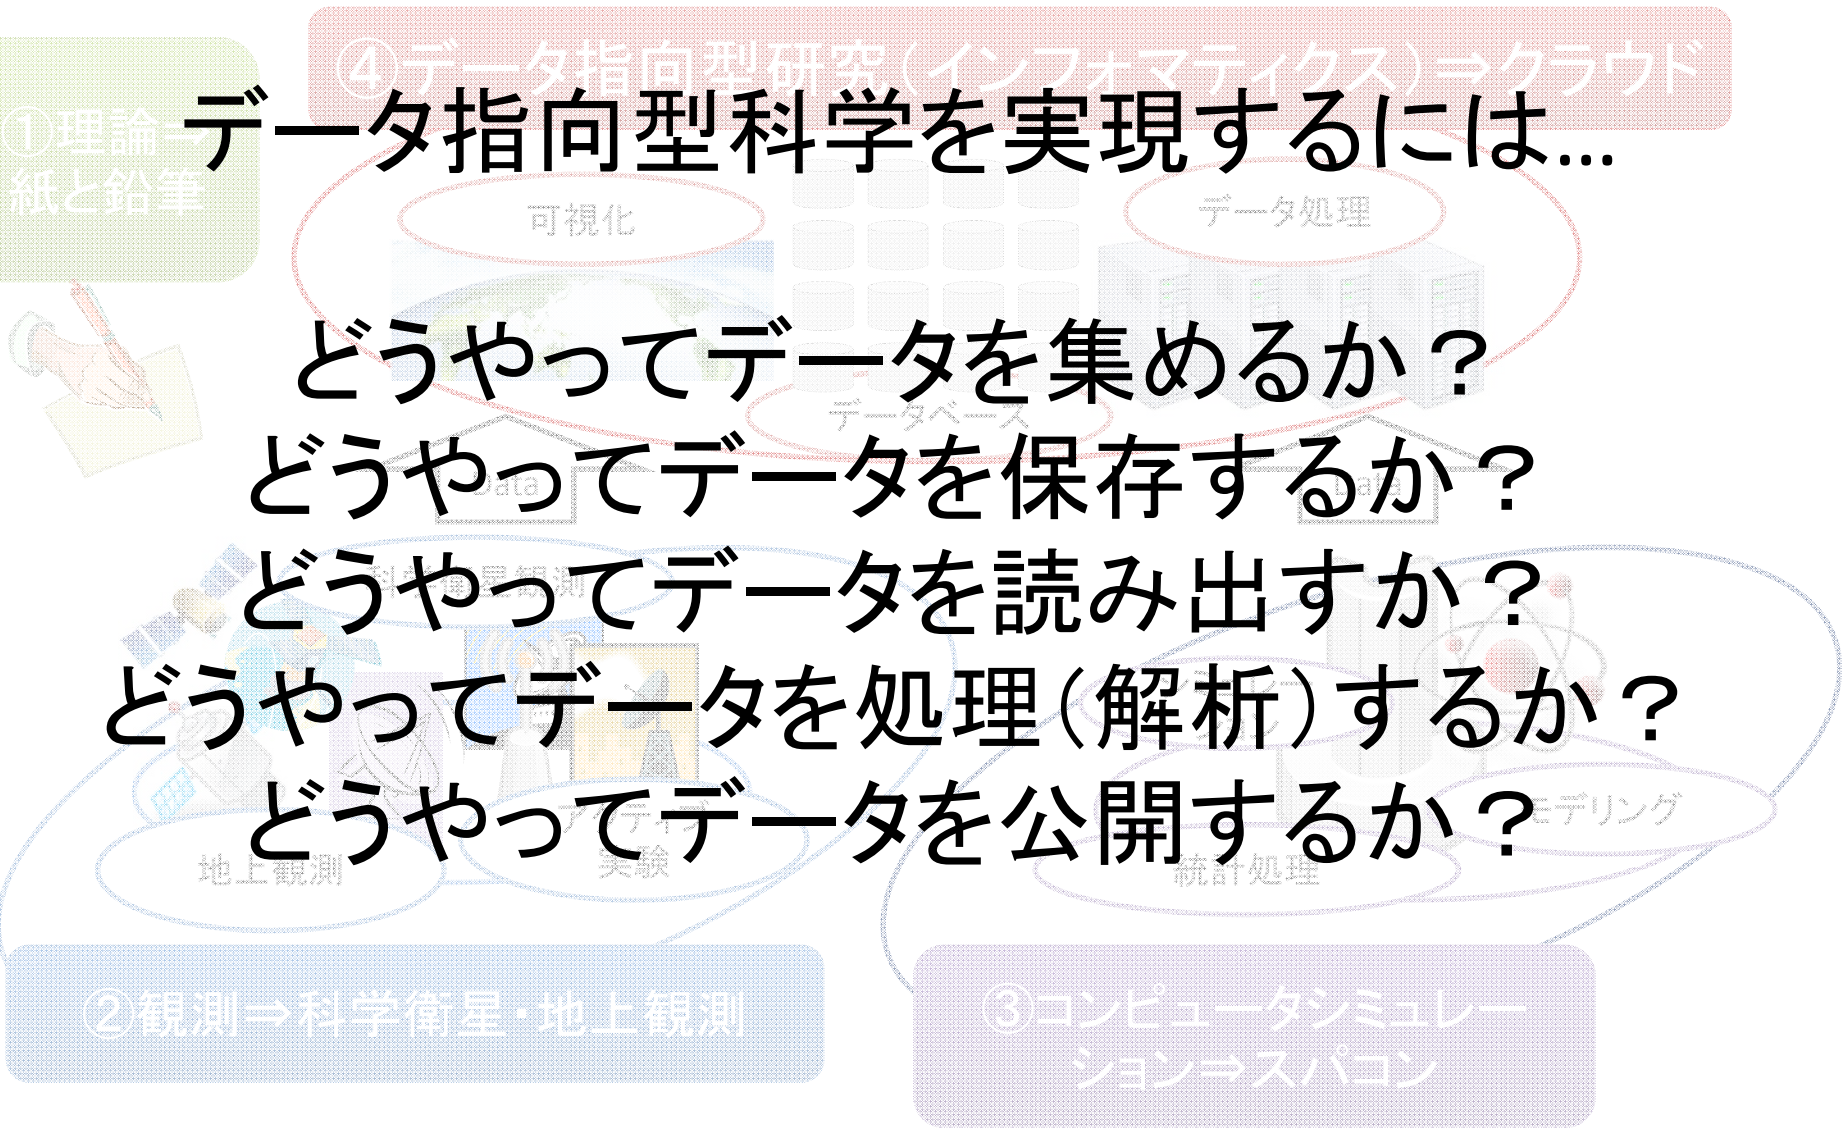 ④データ指向型研究（インフォマティクス）⇒クラウド
①理論⇒
紙と鉛筆
データ指向型科学を実現するには…
可視化
データ処理
どうやってデータを集めるか？
データベース
どうやってデータを保存するか？
Data
Data
どうやってデータを読み出すか？
科学衛星観測
どうやってデータを処理（解析）するか？
どうやってデータを公開するか？
モデリング
実験
地上観測
統計処理
②観測⇒科学衛星・地上観測
③コンピュータシミュレー
ション⇒スパコン